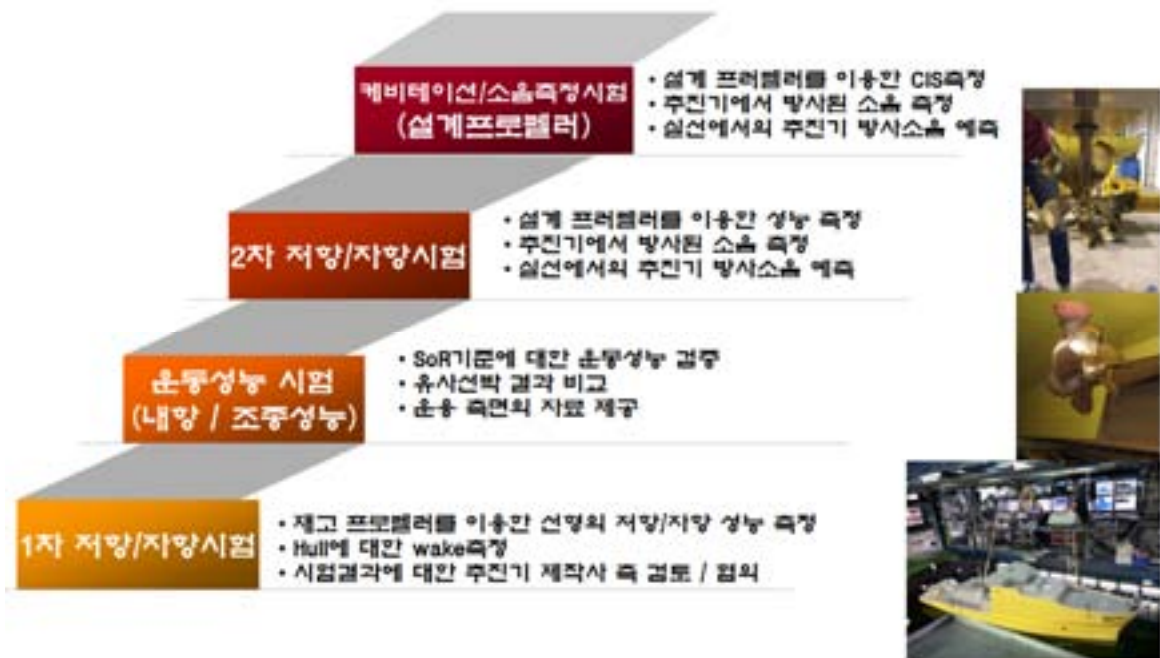 케비테이션/소음측정시험
(설계프로펠러)
• 설계 프러펠러를 이용한 CIS측정
• 추진기에서 방사된 소음 측정
• 실선에서의 추진기 방사소음 예측
2차 저항/자항시험
• 설계 프러펠러를 이용한 성능 측정
• 추진기에서 방사된 소음 측정
• 실선에서의 추진기 방사소음 예측
운동성능 시험
(내항 / 조종성능)
• SoR기준에 대한 운동성능 검증
• 유사선박 결과 비교
• 운용 측면의 자료 제공
1차 저항/자항시험
• 재고 프로펠러를 이용한 선형의 저항/자항 성능 측정
• Hull에 대한 wake측정
• 시험결과에 대한 추진기 제작사 측 검토 / 협의